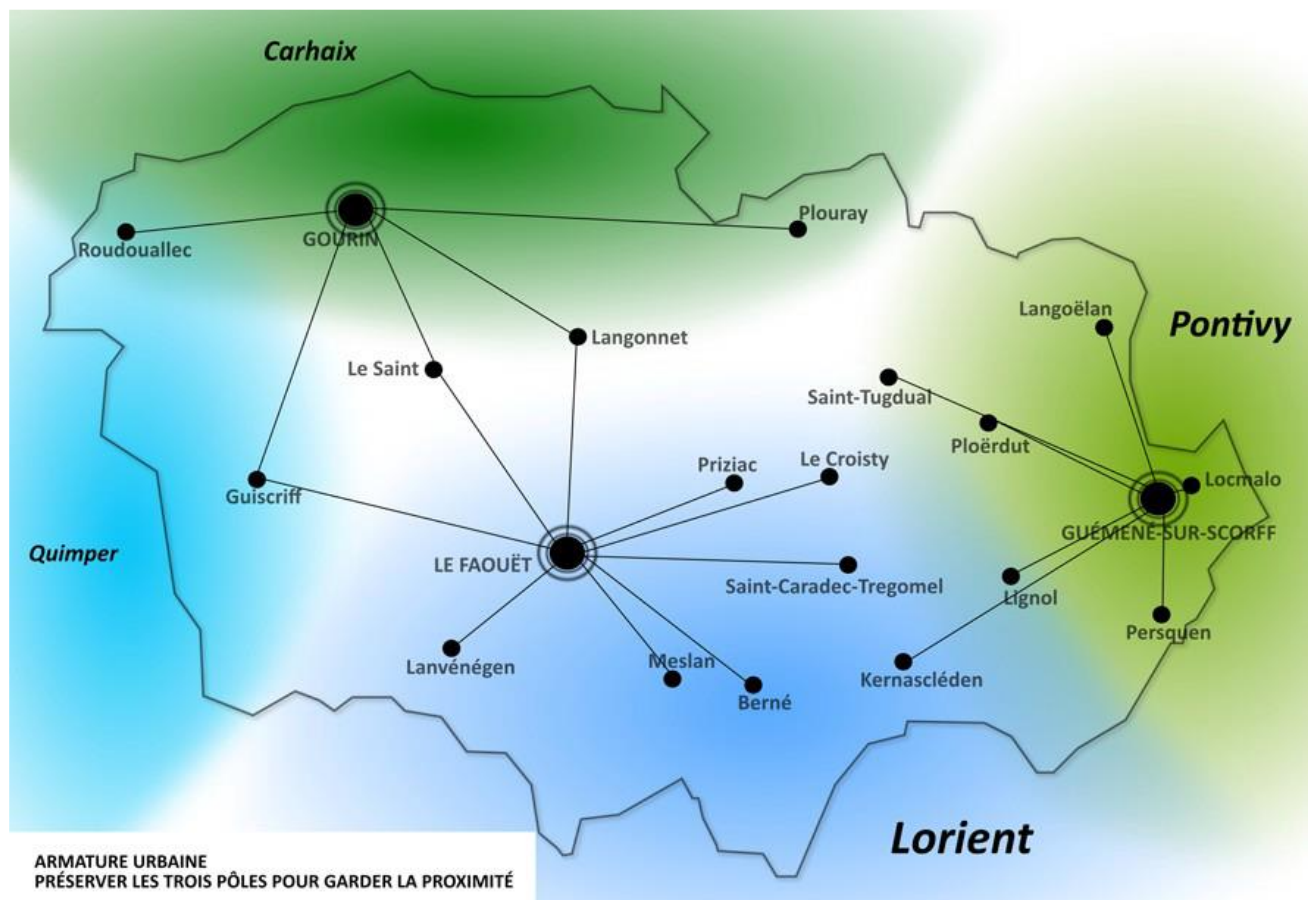 Carhaix
Plouray
GOURIN
Roudouallec
Langoëlan
Pontivy
Langonnet
Le Saint
Saint-Tugdual
Ploërdut
Priziac
Le Croisty
Locmalo
Guiscriff
GUÉMENÉ-SUR-SCORFF
Quimper
LE FAOUËT
Saint-Caradec-Tregomel
Lignol
Persquen
Lanvénégen
Meslan
Kernascléden
Berné
Lorient
ARMATURE URBAINE
PRÉSERVER LES TROIS PÔLES POUR GARDER LA PROXIMITÉ